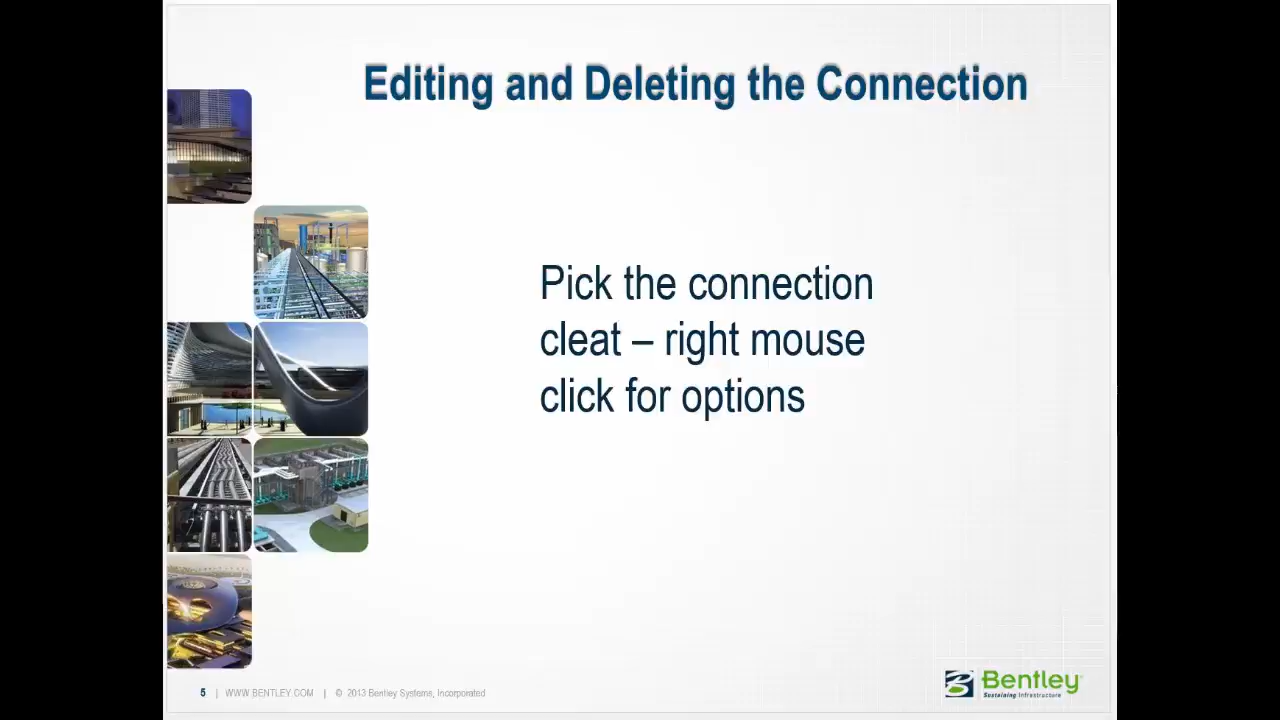 Editing and Deleting the Connection
Pick the connection
cleat – right mouse
click for options
5 | WWW.BENTLEY.COM | © 2013 Bentley Systems, Incorporated
Bentley
Sustaining Infrastructure